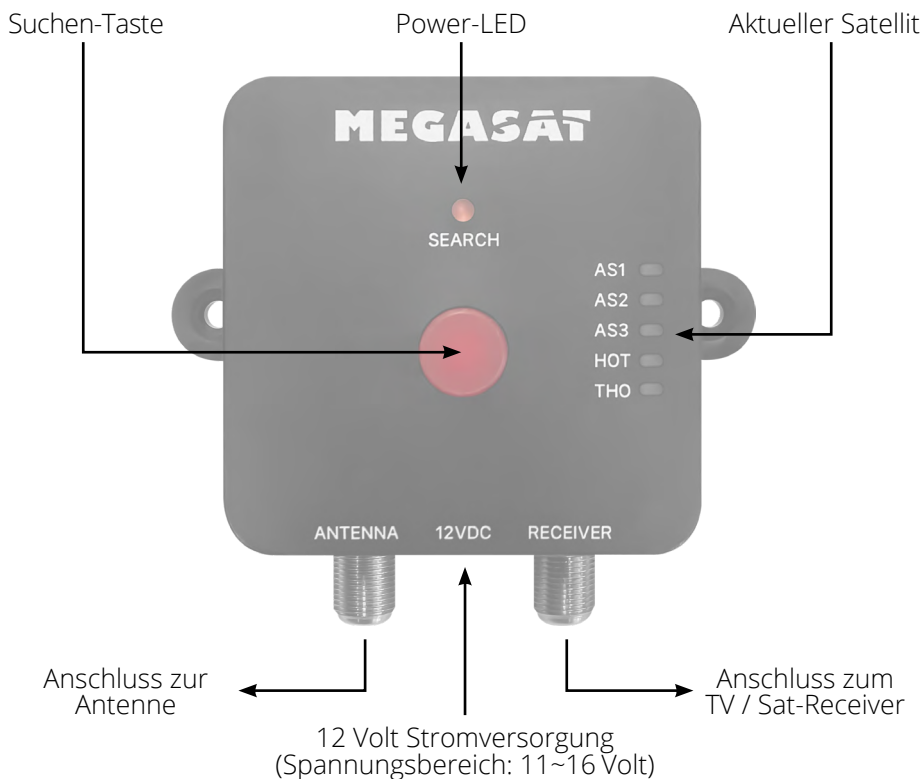 Suchen-Taste
Power-LED
Aktueller Satellit
MEGASAT
SEARCH
AS1
AS2
AS3
HOT
THO
ANTENNA
12VDC
RECEIVER
Anschluss zur
Antenne
Anschluss zum
TV / Sat-Receiver
12 Volt Stromversorgung
(Spannungsbereich: 11~16 Volt)